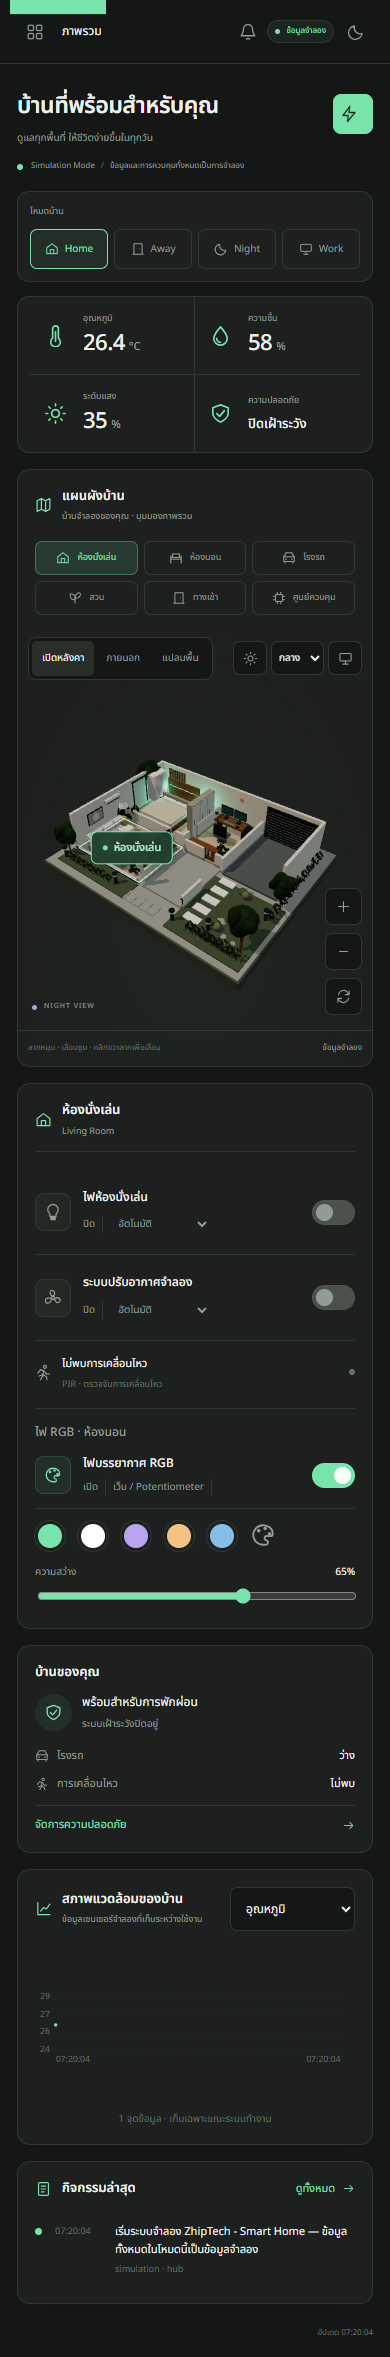 ภาพรวม
ข้อมูลจำลอง
บ้านที่พร้อมสำหรับคุณ
ดูแลทุกพื้นที่ ให้ชีวิตง่ายขึ้นในทุกวัน
Simulation Mode / ข้อมูลและการควบคุมทั้งหมดเป็นการจำลอง
โหมดบ้าน
Home
Away
Night
Work
อุณหภูมิ
26.4 °C
ความชื้น
58 %
ระดับแสง
35 %
ความปลอดภัย
ปิดเฝ้าระวัง
แผนผังบ้าน
บ้านจำลองของคุณ · มุมมองภาพรวม
ห้องนั่งเล่น
ห้องนอน
โรงรถ
สวน
ทางเข้า
ศูนย์ควบคุม
เปิดหลังคา
ภายนอก
แปลนพื้น
กลาง
ห้องนั่งเล่น
NIGHT VIEW
ลากหมุน · เลื่อนซูม · คลิกขวาลากเพื่อเลื่อน
ข้อมูลจำลอง
ห้องนั่งเล่น
Living Room
ไฟห้องนั่งเล่น
ปิด
อัตโนมัติ
ระบบปรับอากาศจำลอง
ปิด
อัตโนมัติ
ไม่พบการเคลื่อนไหว
PIR · ตรวจจับการเคลื่อนไหว
ไฟ RGB · ห้องนอน
ไฟบรรยากาศ RGB
เปิด
เว็บ / Potentiometer
ความสว่าง
65%
บ้านของคุณ
พร้อมสำหรับการพักผ่อน
ระบบเฝ้าระวังปิดอยู่
โรงรถ
ว่าง
การเคลื่อนไหว
ไม่พบ
จัดการความปลอดภัย
สภาพแวดล้อมของบ้าน
ข้อมูลเซนเซอร์จำลองที่เก็บระหว่างใช้งาน
อุณหภูมิ
29
27
26
24
07:20:04
07:20:04
1 จุดข้อมูล · เก็บเฉพาะขณะระบบทำงาน
กิจกรรมล่าสุด
ดูทั้งหมด
07:20:04
เริ่มระบบจำลอง ZhipTech - Smart Home — ข้อมูล
ทั้งหมดในโหมดนี้เป็นข้อมูลจำลอง
simulation · hub
อัปเดต 07:20:04